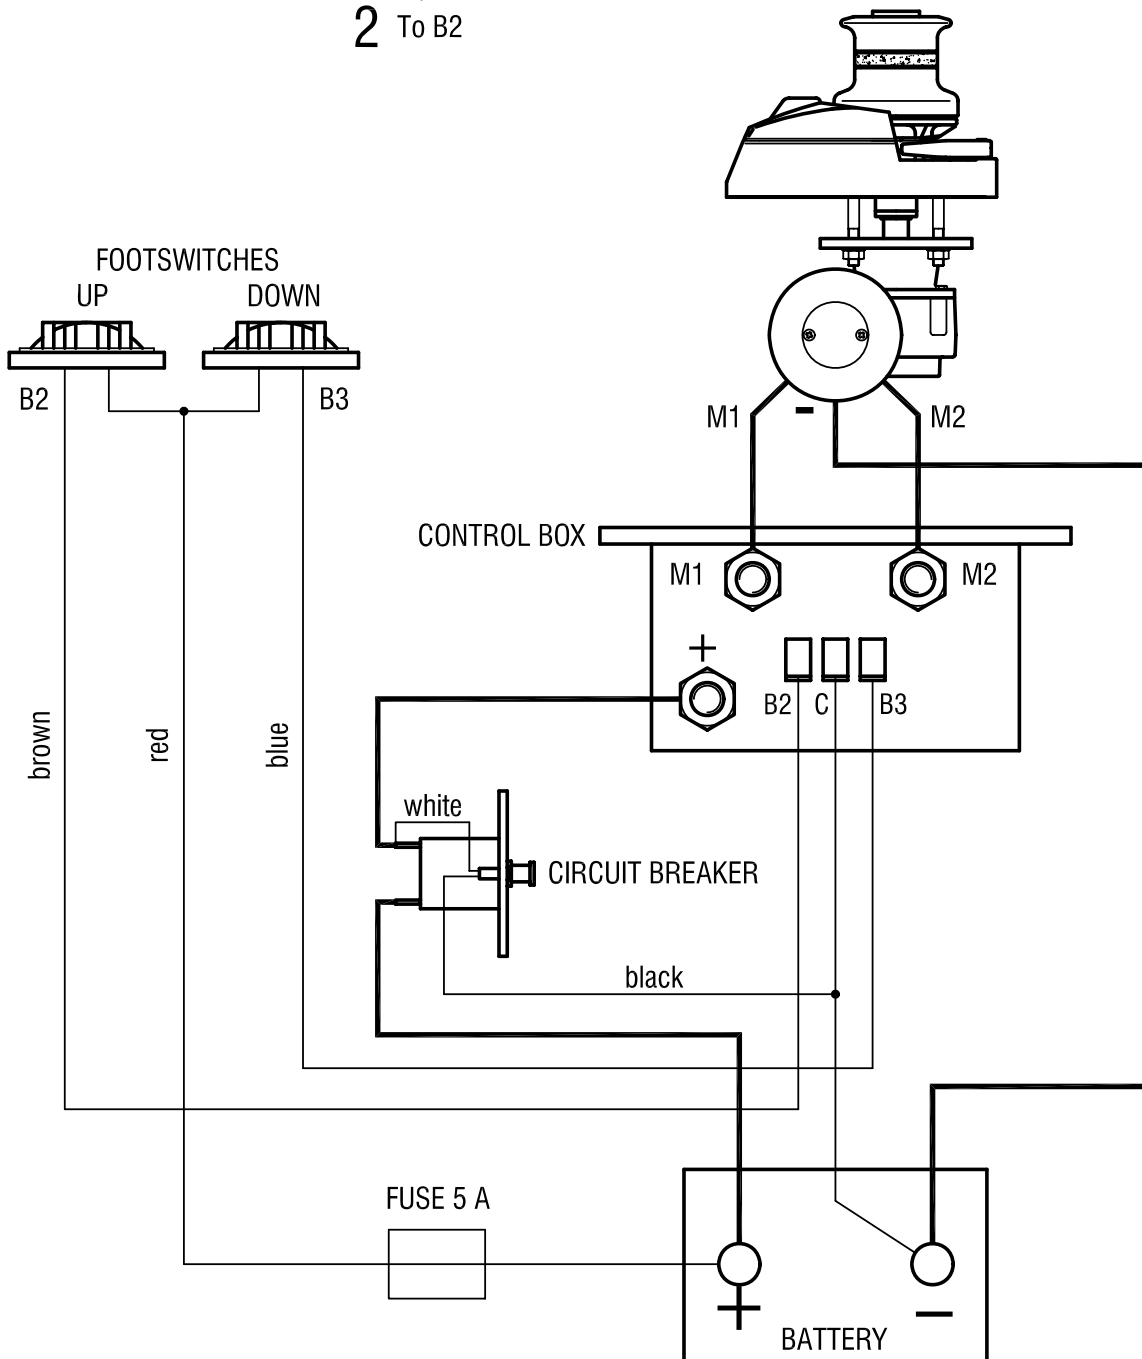 2 To B2
FOOTSWITCHES
UP DOWN
B2 B3
M1 - M2
CONTROL BOX
M1 M2
+
B2 C B3
brown
red
blue
white
CIRCUIT BREAKER
black
FUSE 5 A
+ −
BATTERY